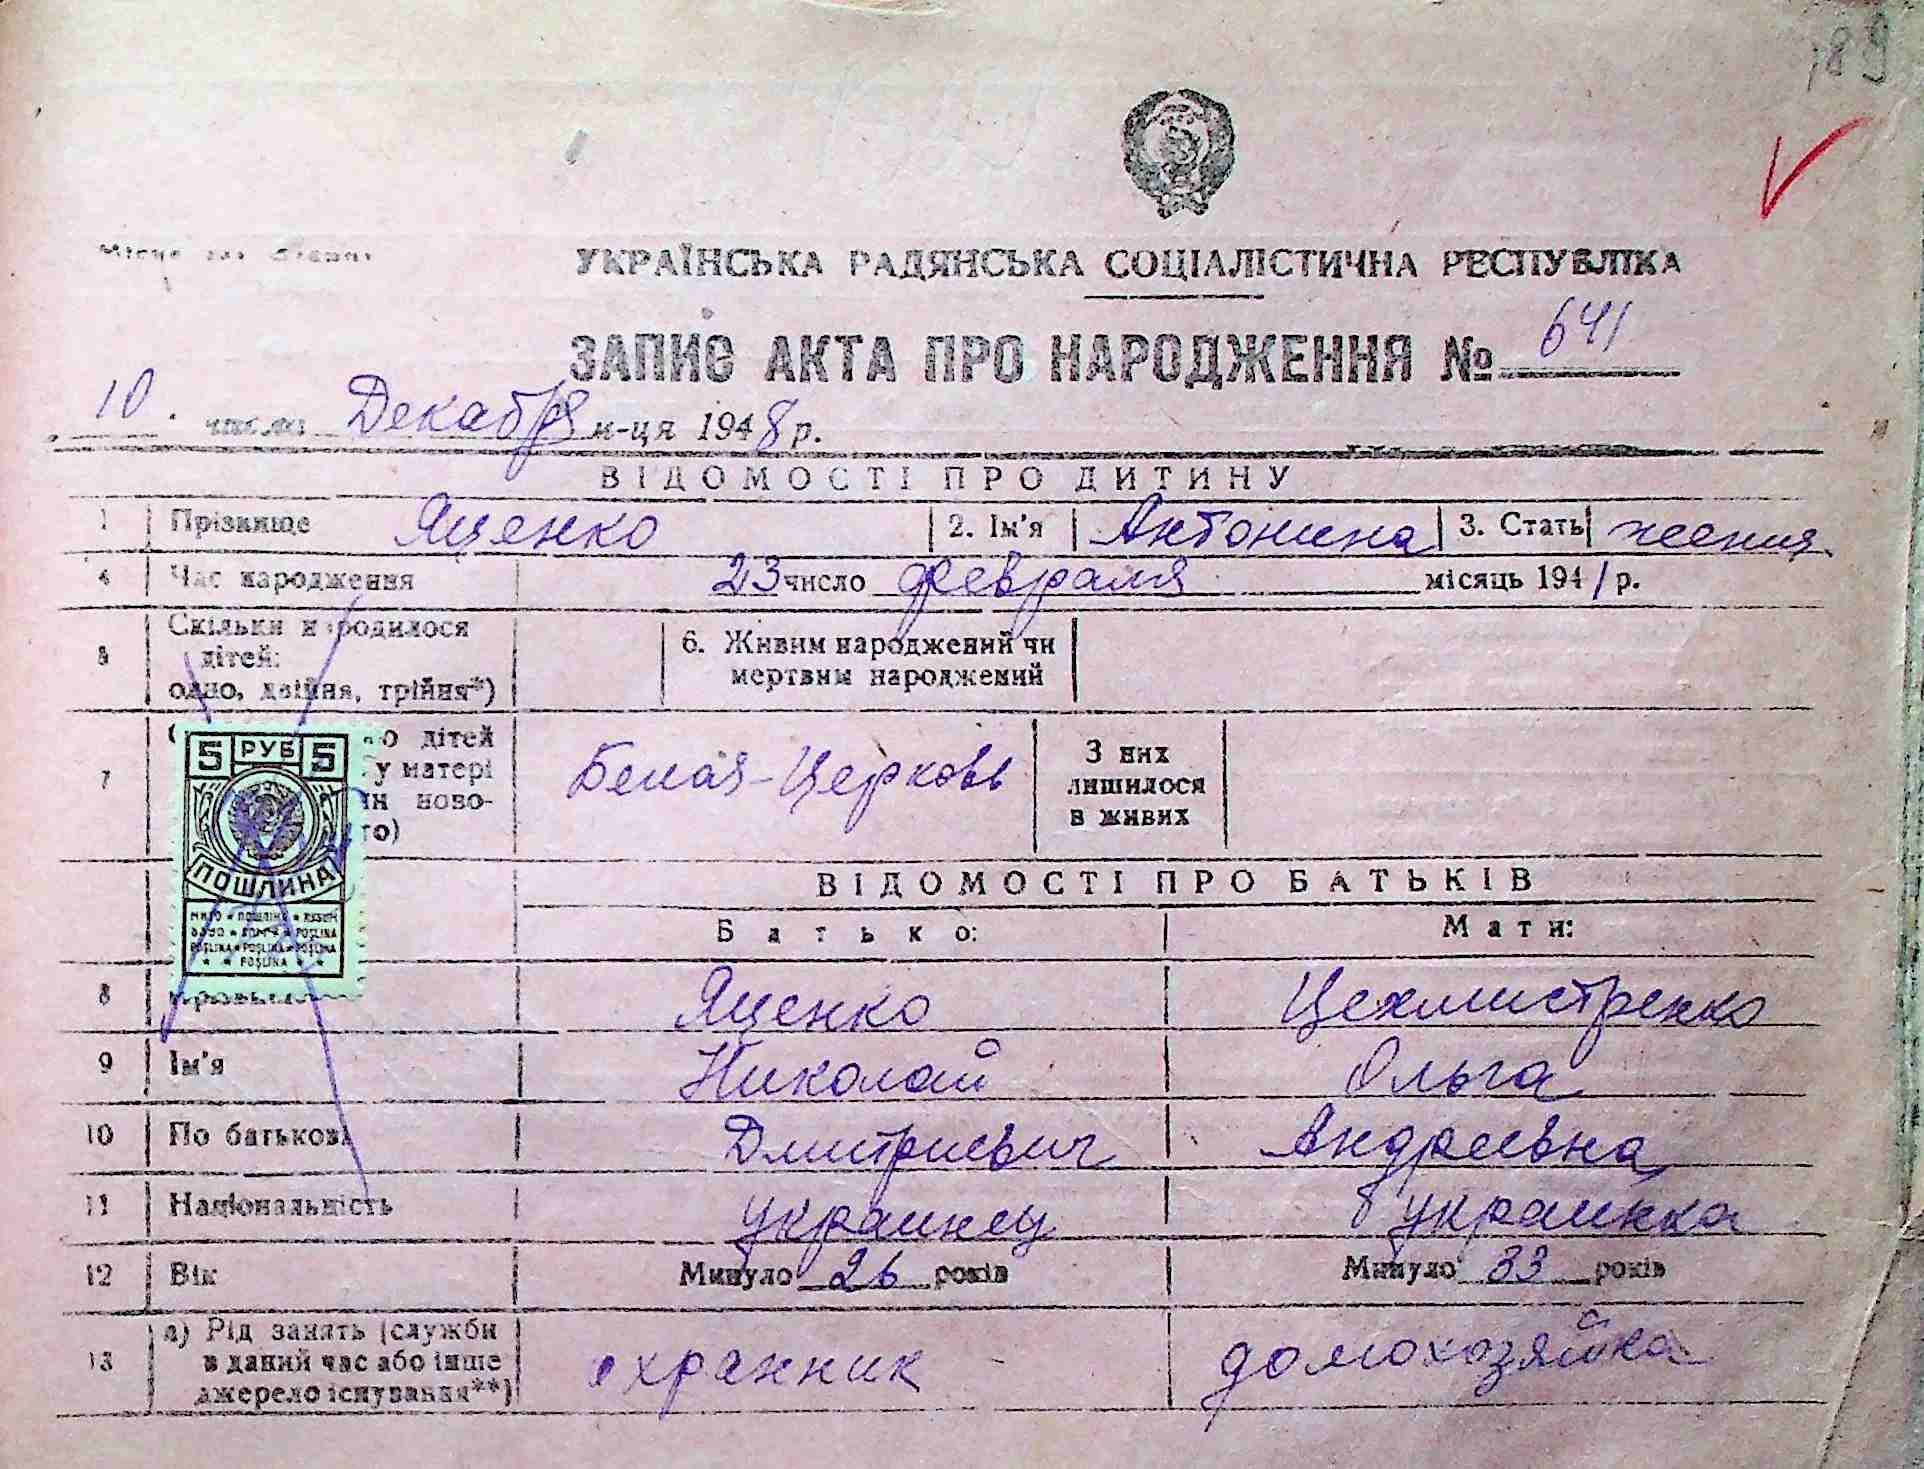 189
Місце для
УКРАЇНСЬКА РАДЯНСЬКА СОЦІАЛІСТИЧНА РЕСПУБЛІКА
ЗАПИС АКТА ПРО НАРОДЖЕННЯ № 641
10. числа Декабря м-ця 1948 р.
ВІДОМОСТІ ПРО ДИТИНУ
1 Прізвище Яценко 2. Ім'я Антонина 3. Стать
4 Час народження 23 число февраля місяць 1941 р.
5 Скільки народилося
дітей:
одно, двійня, трійня*)
6. Живим народжений чи
мертвим народжений
7 дітей
у матері
ново-
Белая-Церковь
З них
лишилося
в живих
5 РУБ 5
ПОШЛИНА
POŞLINA
ВІДОМОСТІ ПРО БАТЬКІВ
Батько: Мати:
8 Яценко Цехмистренко
9 Ім'я Николай Ольга
10 По батькові Дмитриевич Андреевна
11 Національність украинец украинка
12 Вік Минуло 26 років Минуло 33 років
13 а) Рід занять (служби
в даний час або інше
джерело існування**)
охранник домохозяйка